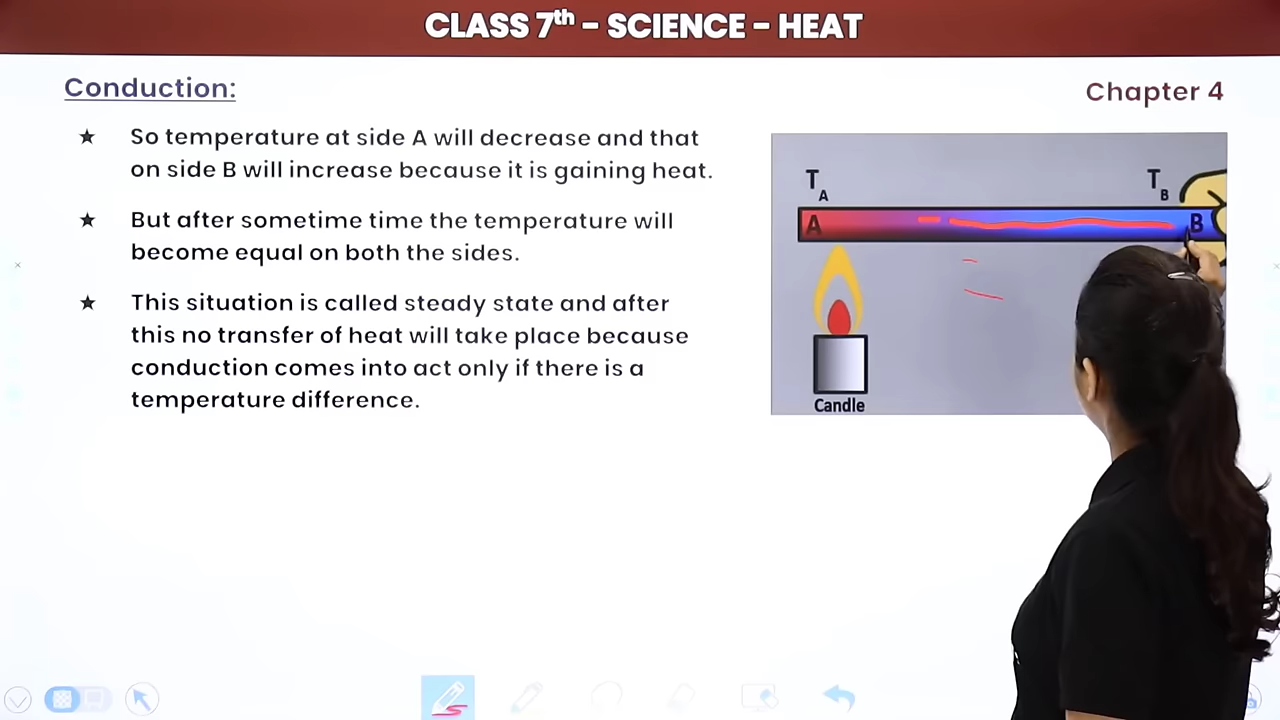 CLASS 7th - SCIENCE - HEAT
Conduction:
Chapter 4
★ So temperature at side A will decrease and that
on side B will increase because it is gaining heat.
★ But after sometime time the temperature will
become equal on both the sides.
★ This situation is called steady state and after
this no transfer of heat will take place because
conduction comes into act only if there is a
temperature difference.
TA TB
A B
Candle